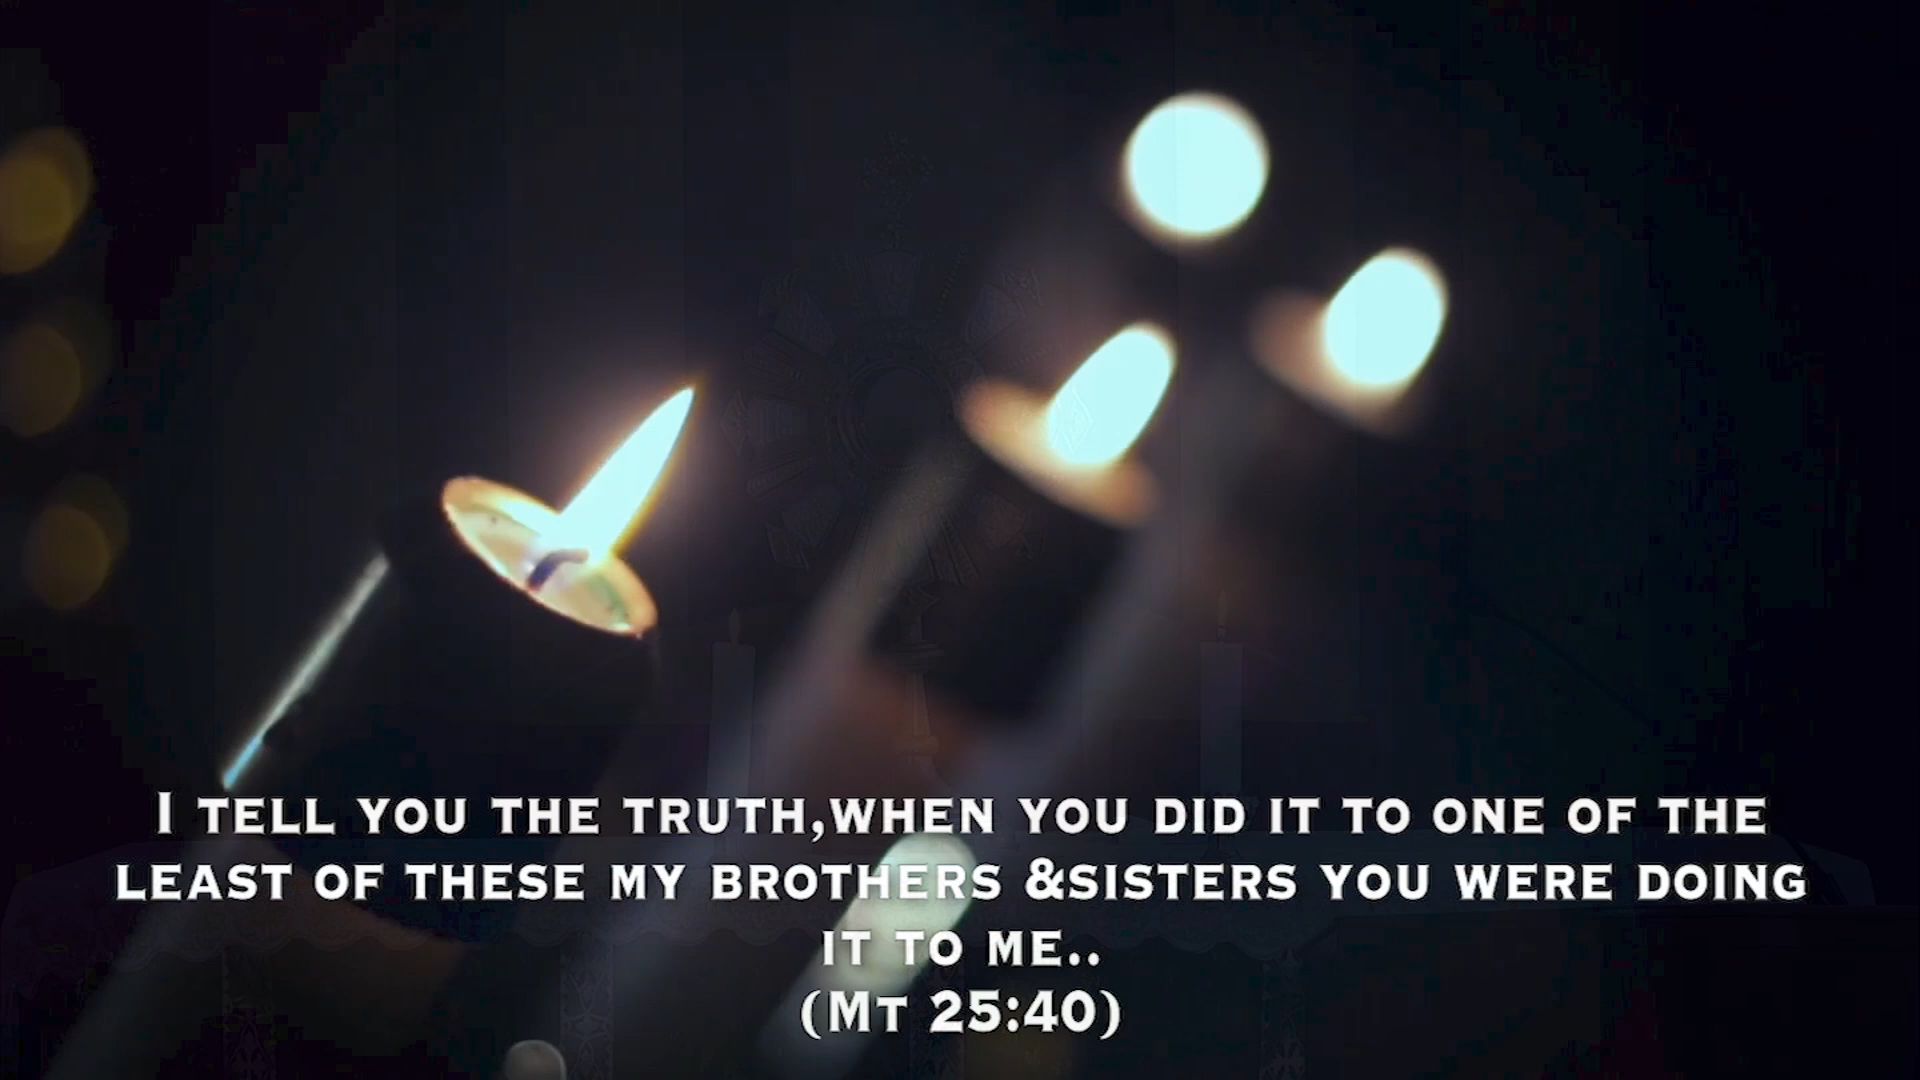 I TELL YOU THE TRUTH,WHEN YOU DID IT TO ONE OF THE
LEAST OF THESE MY BROTHERS &SISTERS YOU WERE DOING
IT TO ME..
(MT 25:40)